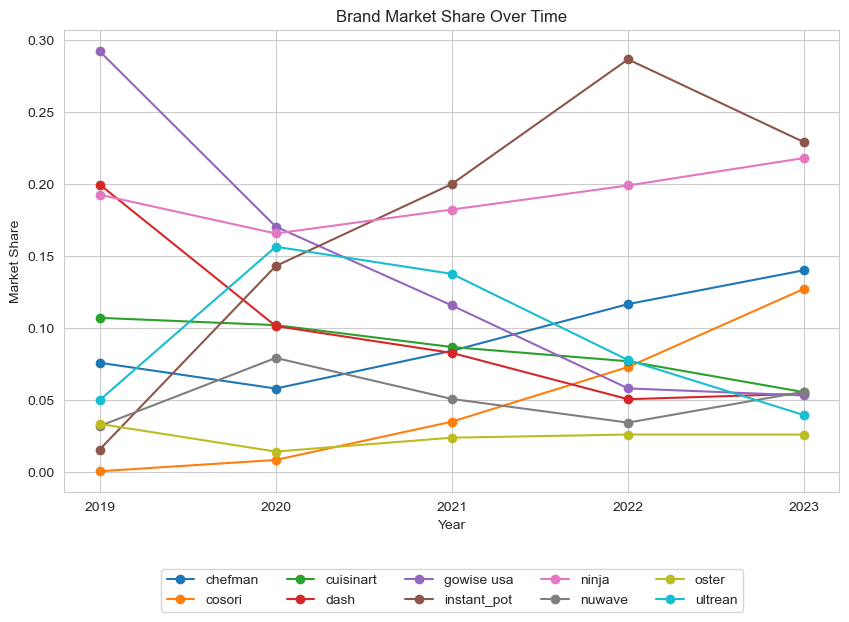 Brand Market Share Over Time
0.30
0.25
0.20
0.15
0.10
0.05
0.00
Market Share
2019 2020 2021 2022 2023
Year
chefman cuisinart gowise usa ninja oster
cosori dash instant_pot nuwave ultrean